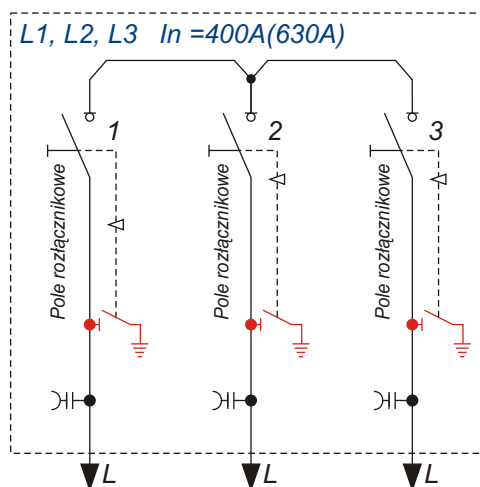 L1, L2, L3 In =400A(630A)
1
2
3
Pole rozłącznikowe
Pole rozłącznikowe
Pole rozłącznikowe
L
L
L